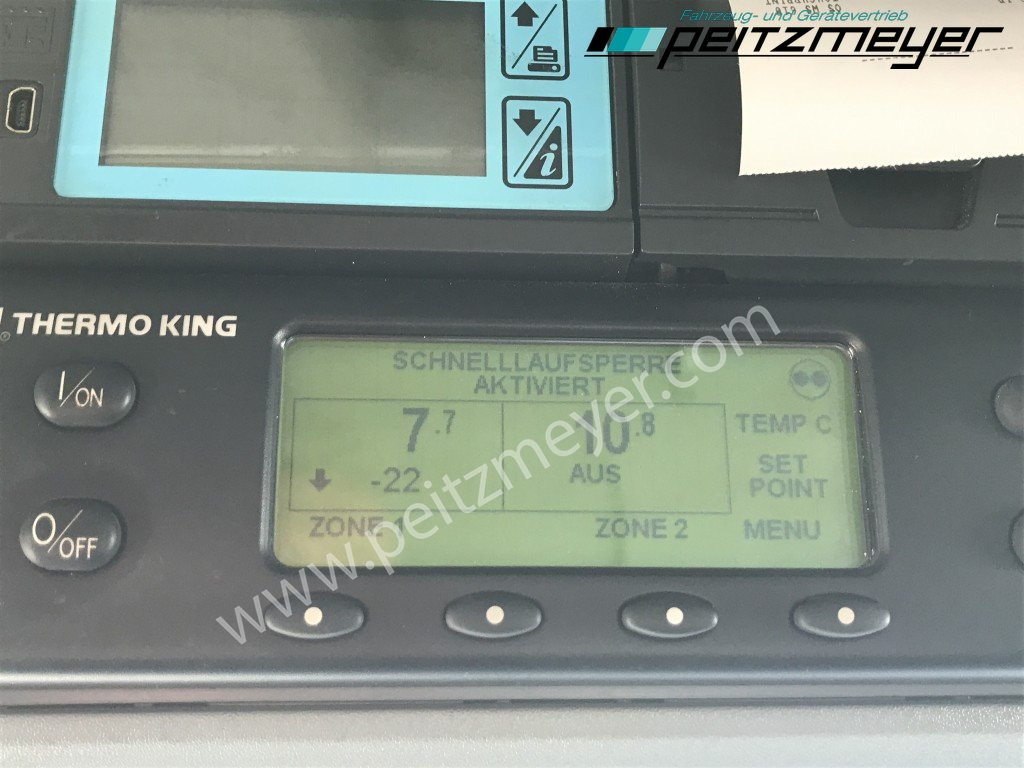 Fahrzeug- und Gerätevertrieb
peitzmeyer
i
THERMO KING
®
I/ON
O/OFF
SCHNELLLAUFSPERRE
AKTIVIERT
7.7
10.8
TEMP C
-22
AUS
SET
POINT
ZONE 1
ZONE 2
MENU
www.peitzmeyer.com